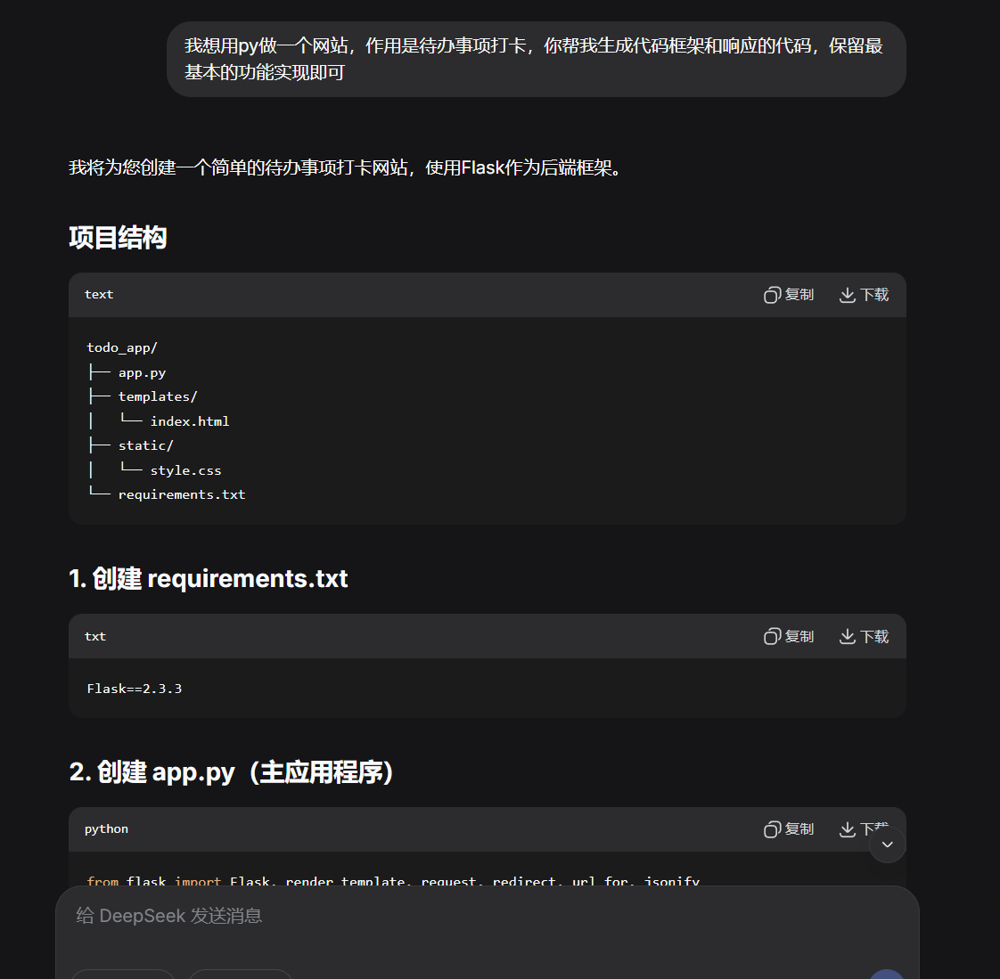 我想用py做一个网站，作用是待办事项打卡，你帮我生成代码框架和响应的代码，保留最
基本的功能实现即可
我将为您创建一个简单的待办事项打卡网站，使用Flask作为后端框架。
项目结构
text 复制 下载
todo_app/
├── app.py
├── templates/
│   └── index.html
├── static/
│   └── style.css
└── requirements.txt
1. 创建 requirements.txt
txt 复制 下载
Flask==2.3.3
2. 创建 app.py（主应用程序）
python 复制 下载
from flask import Flask, render_template, request, redirect, url_for, jsonify
给 DeepSeek 发送消息